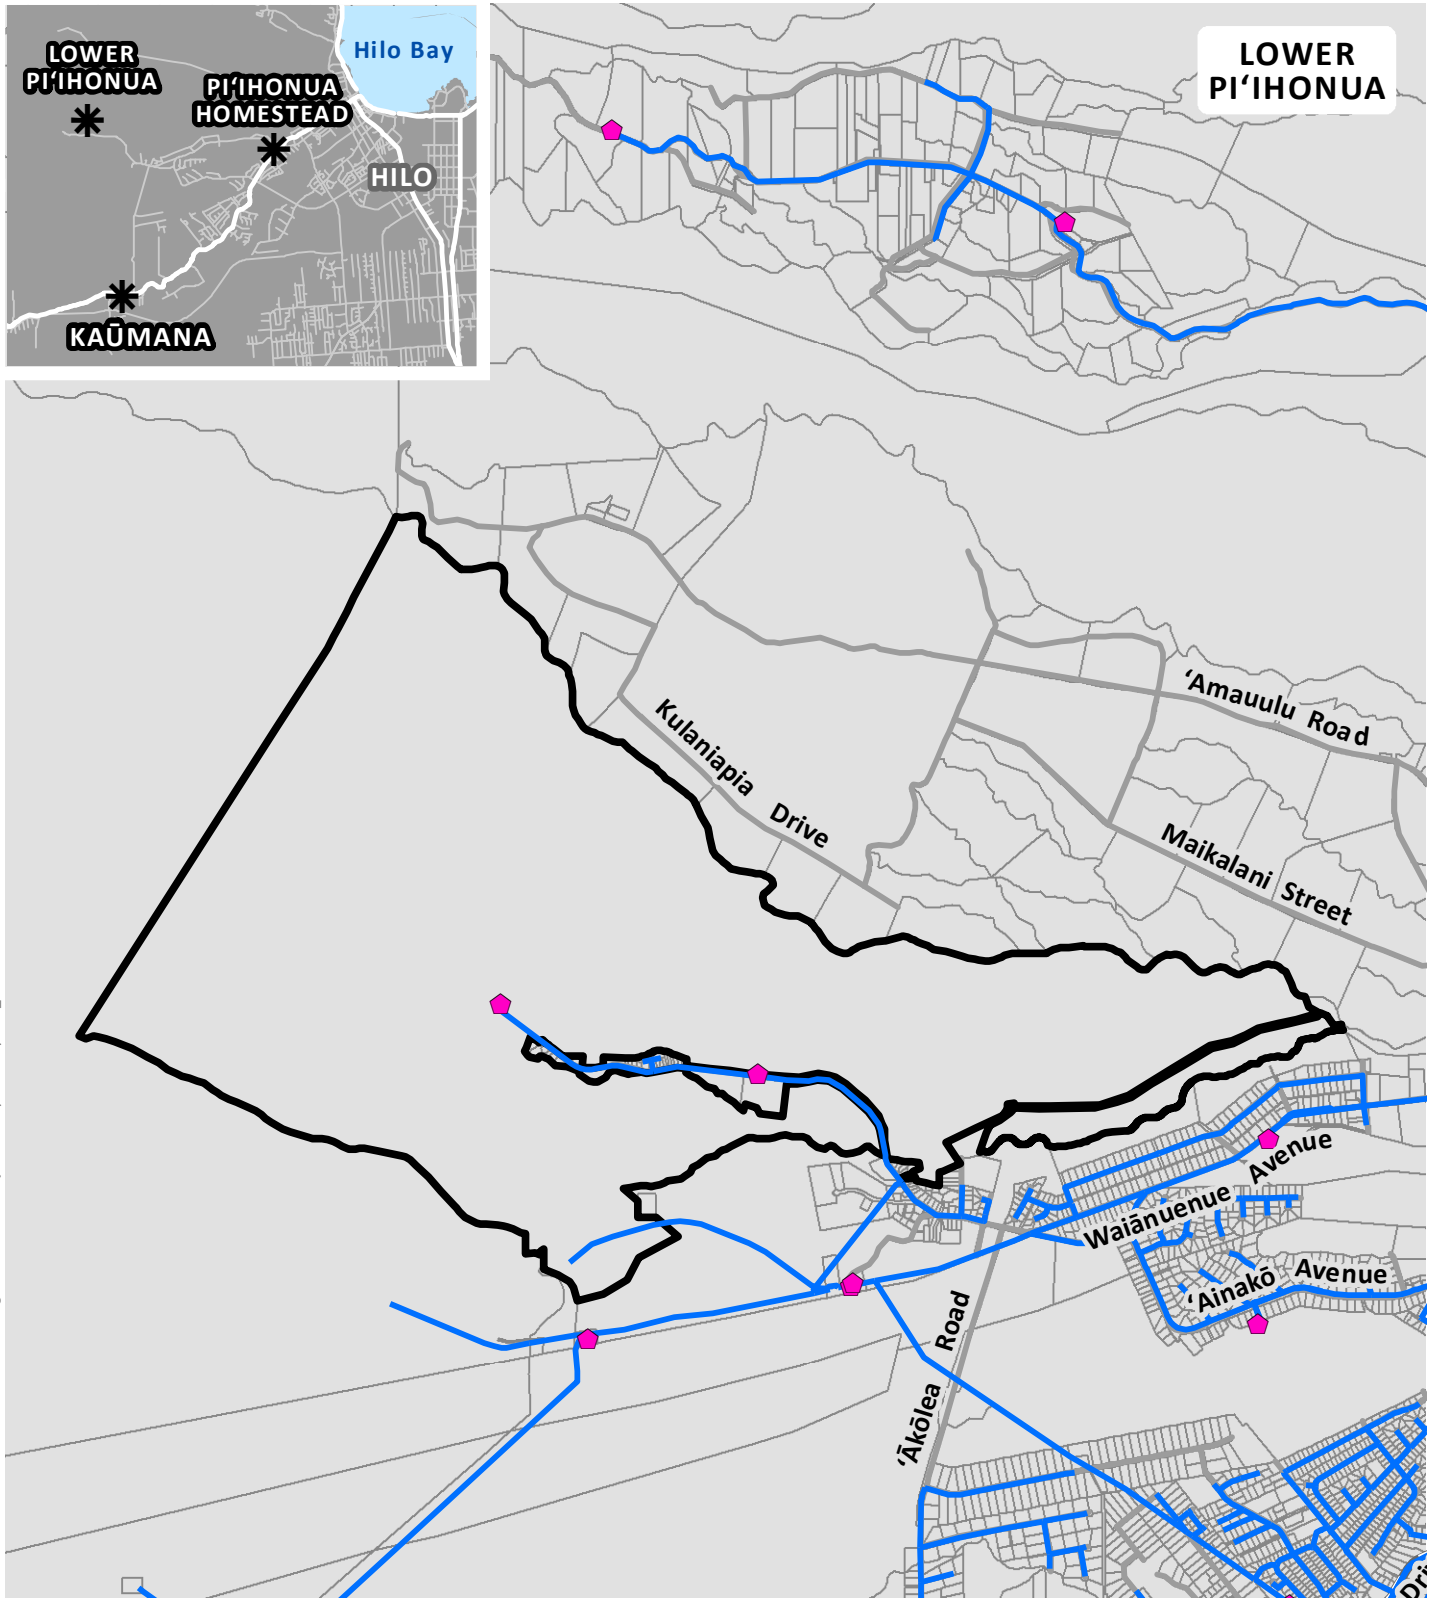 LOWER
PIʻIHONUA
PIʻIHONUA
HOMESTEAD
Hilo Bay
HILO
KAŪMANA
LOWER
PIʻIHONUA
ʻAmauulu Road
Kulaniapia Drive
Maikalani Street
Waiānuenue Avenue
ʻAinakō Avenue
ʻĀkōlea Road